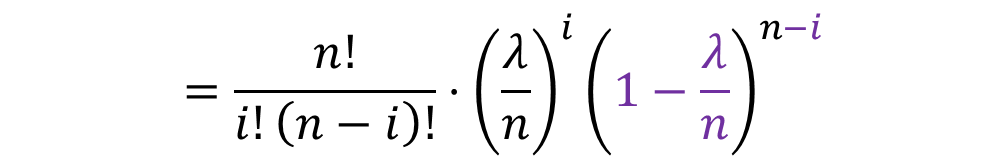 = n! / (i! (n − i)!) · (λ/n)^i (1 − λ/n)^(n−i)